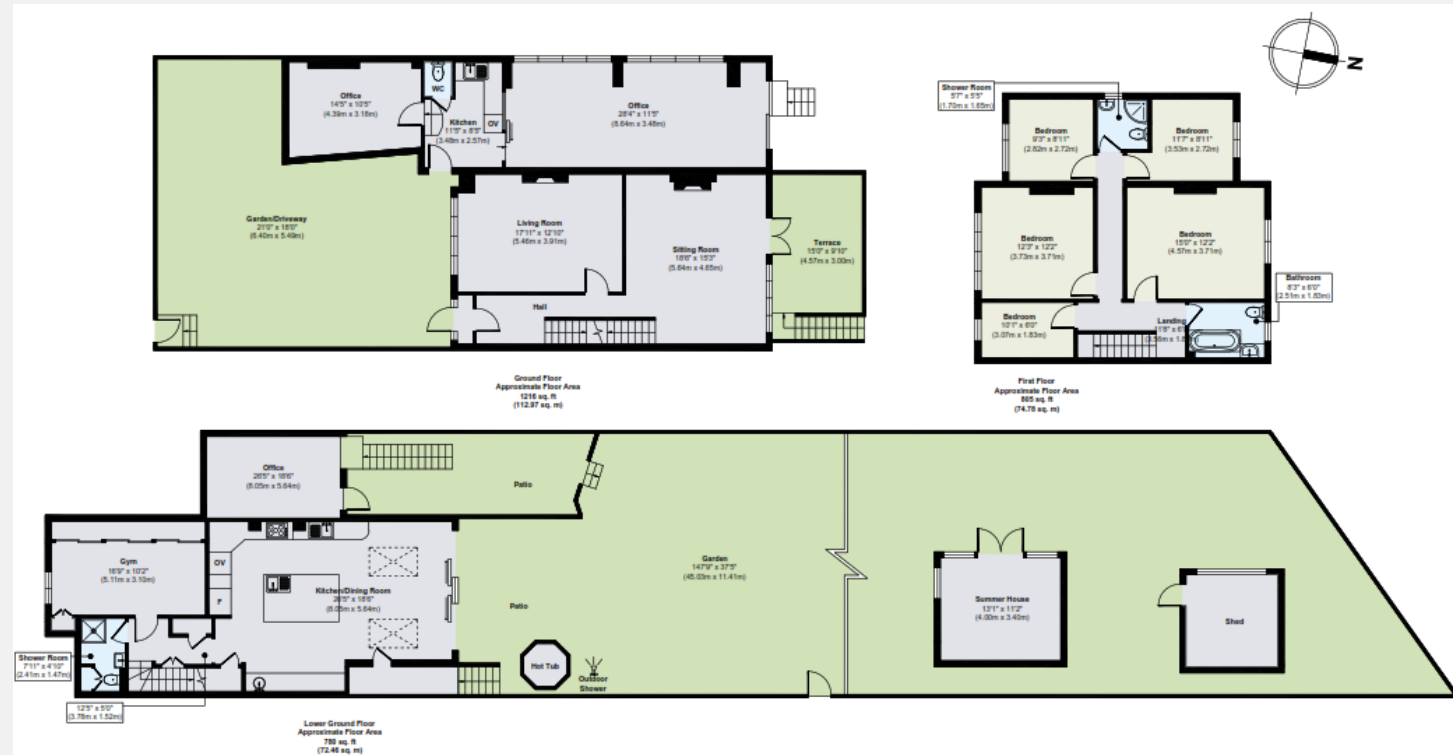 Office
14'5" x 10'5"
(4.39m x 3.18m)
WC
Kitchen
11'5" x 8'5"
(3.48m x 2.57m)
OV
Office
28'4" x 11'5"
(8.64m x 3.48m)
Garden/Driveway
21'0" x 18'0"
(6.40m x 5.49m)
Living Room
17'11" x 12'10"
(5.46m x 3.91m)
Sitting Room
18'6" x 15'3"
(5.64m x 4.65m)
Terrace
15'0" x 9'10"
(4.57m x 3.00m)
Hall
Ground Floor
Approximate Floor Area
1216 sq. ft
(112.97 sq. m)
N
Shower Room
5'7" x 5'5"
(1.70m x 1.65m)
Bedroom
9'3" x 8'11"
(2.82m x 2.72m)
Bedroom
11'7" x 8'11"
(3.53m x 2.72m)
Bedroom
12'3" x 12'2"
(3.73m x 3.71m)
Bedroom
15'0" x 12'2"
(4.57m x 3.71m)
Bathroom
8'3" x 6'0"
(2.51m x 1.83m)
Bedroom
10'1" x 6'0"
(3.07m x 1.83m)
Landing
First Floor
Approximate Floor Area
805 sq. ft
(74.78 sq. m)
Office
26'5" x 18'6"
(8.05m x 5.64m)
Patio
Gym
16'9" x 10'2"
(5.11m x 3.10m)
OV
F
Kitchen/Dining Room
26'5" x 18'6"
(8.05m x 5.64m)
Patio
Garden
147'9" x 37'5"
(45.03m x 11.41m)
Summer House
13'1" x 11'2"
(4.00m x 3.40m)
Shed
Shower Room
7'11" x 4'10"
(2.41m x 1.47m)
Hot Tub
Outdoor
Shower
12'5" x 5'0"
(3.78m x 1.52m)
Lower Ground Floor
Approximate Floor Area
780 sq. ft
(72.46 sq. m)